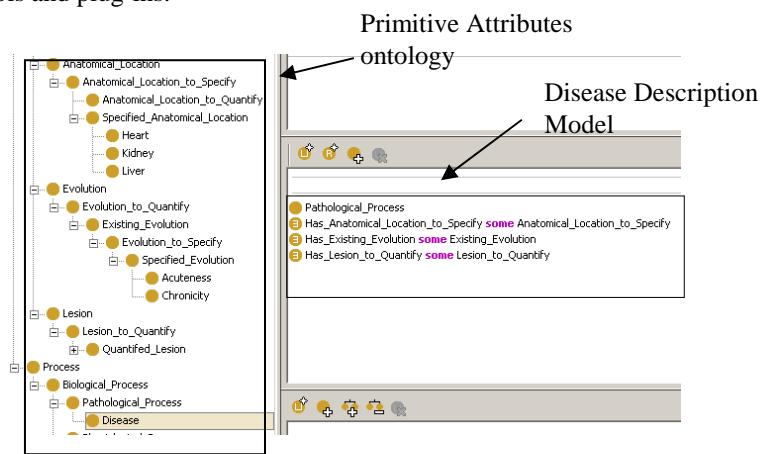 Primitive Attributes
ontology
Disease Description
Model
Anatomical_Location
Anatomical_Location_to_Specify
Anatomical_Location_to_Quantify
Specified_Anatomical_Location
Heart
Kidney
Liver
Evolution
Evolution_to_Quantify
Existing_Evolution
Evolution_to_Specify
Specified_Evolution
Acuteness
Chronicity
Lesion
Lesion_to_Quantify
Quantifed_Lesion
Process
Biological_Process
Pathological_Process
Disease
Pathological_Process
Has_Anatomical_Location_to_Specify some Anatomical_Location_to_Specify
Has_Existing_Evolution some Existing_Evolution
Has_Lesion_to_Quantify some Lesion_to_Quantify